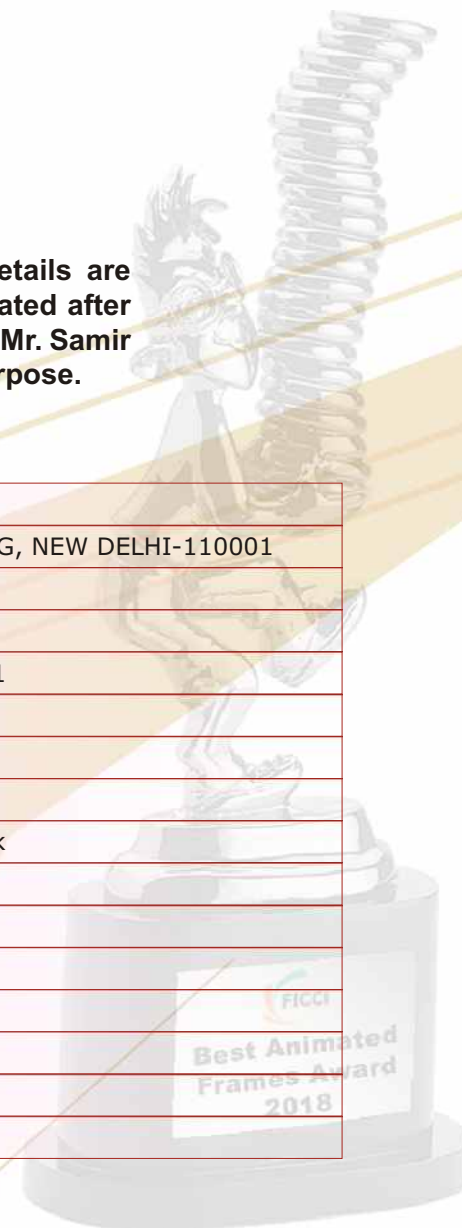 etails are
ated after
Mr. Samir
rpose.
G, NEW DELHI-110001
1
k
FICCI
Best Animated
Frames Award
2018